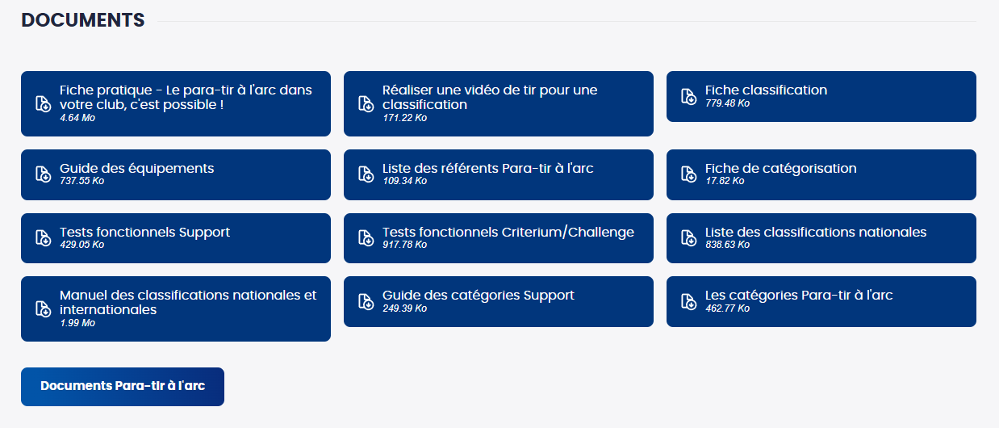 DOCUMENTS
Fiche pratique - Le para-tir à l'arc dans
votre club, c'est possible !
4.64 Mo
Réaliser une vidéo de tir pour une
classification
171.22 Ko
Fiche classification
779.48 Ko
Guide des équipements
737.55 Ko
Liste des référents Para-tir à l'arc
109.34 Ko
Fiche de catégorisation
17.82 Ko
Tests fonctionnels Support
429.05 Ko
Tests fonctionnels Criterium/Challenge
917.78 Ko
Liste des classifications nationales
838.63 Ko
Manuel des classifications nationales et
internationales
1.99 Mo
Guide des catégories Support
249.39 Ko
Les catégories Para-tir à l'arc
462.77 Ko
Documents Para-tir à l'arc